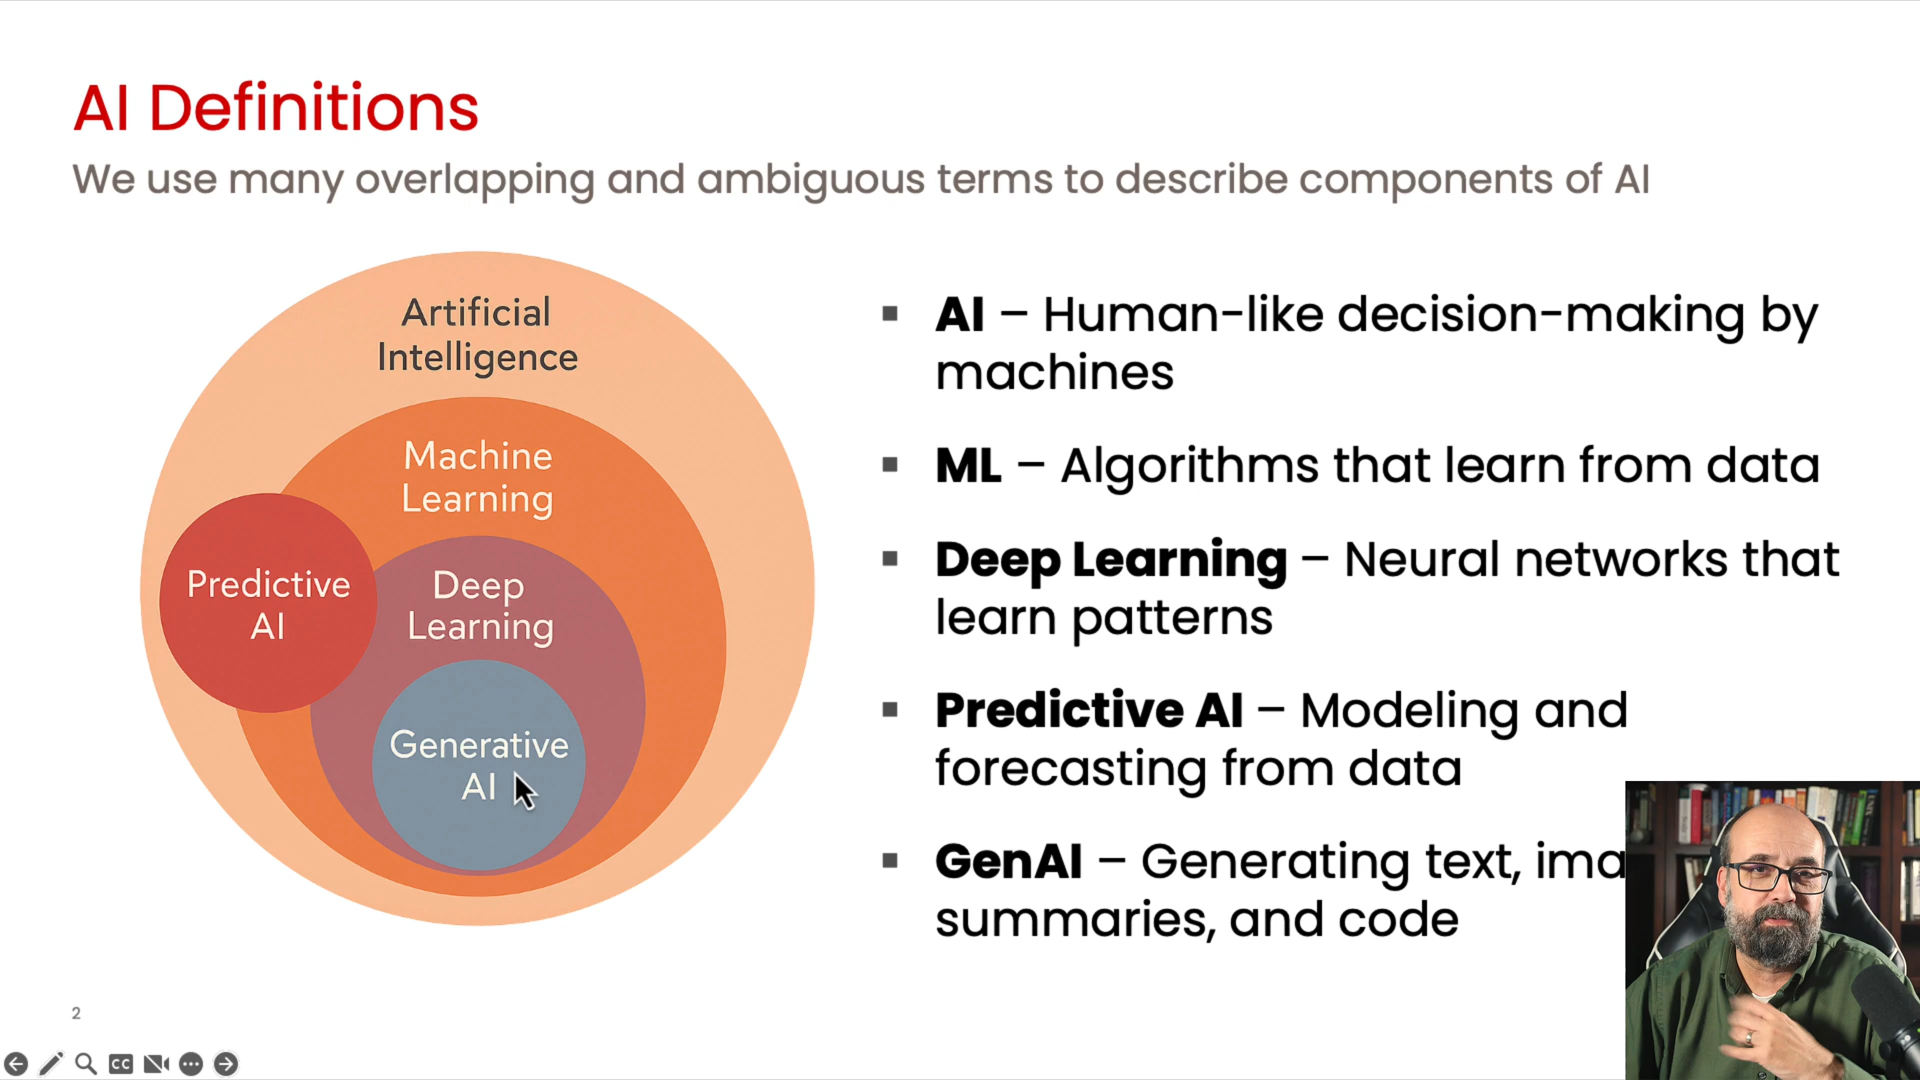 AI Definitions
We use many overlapping and ambiguous terms to describe components of AI
Artificial
Intelligence
Machine
Learning
Predictive
AI
Deep
Learning
Generative
AI
▪ AI – Human-like decision-making by
machines
▪ ML – Algorithms that learn from data
▪ Deep Learning – Neural networks that
learn patterns
▪ Predictive AI – Modeling and
forecasting from data
▪ GenAI – Generating text,
summaries, and code
2
CC